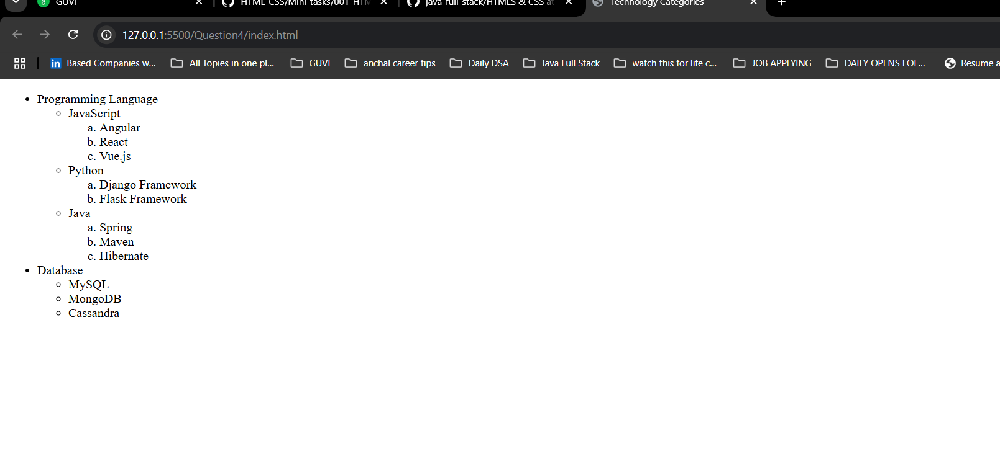 GUVI
HTML-CSS/Mini-tasks/001-HTM
java-full-stack/HTML5 & CSS at
Technology Categories
127.0.0.1:5500/Question4/index.html
in Based Companies w...
All Topies in one pl...
GUVI
anchal career tips
Daily DSA
Java Full Stack
watch this for life c...
JOB APPLYING
DAILY OPENS FOL...
Resume a
• Programming Language
◦ JavaScript
a. Angular
b. React
c. Vue.js
◦ Python
a. Django Framework
b. Flask Framework
◦ Java
a. Spring
b. Maven
c. Hibernate
• Database
◦ MySQL
◦ MongoDB
◦ Cassandra